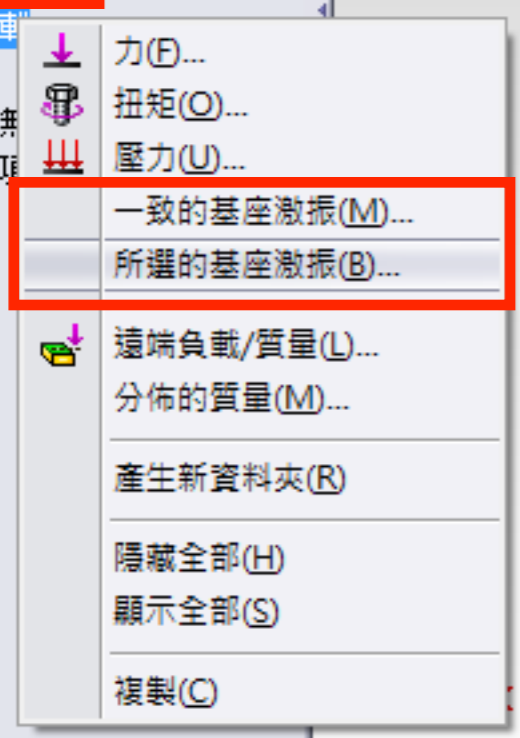 力(F)...
扭矩(O)...
壓力(U)...
一致的基座激振(M)...
所選的基座激振(B)...
遠端負載/質量(L)...
分佈的質量(M)...
產生新資料夾(R)
隱藏全部(H)
顯示全部(S)
複製(C)